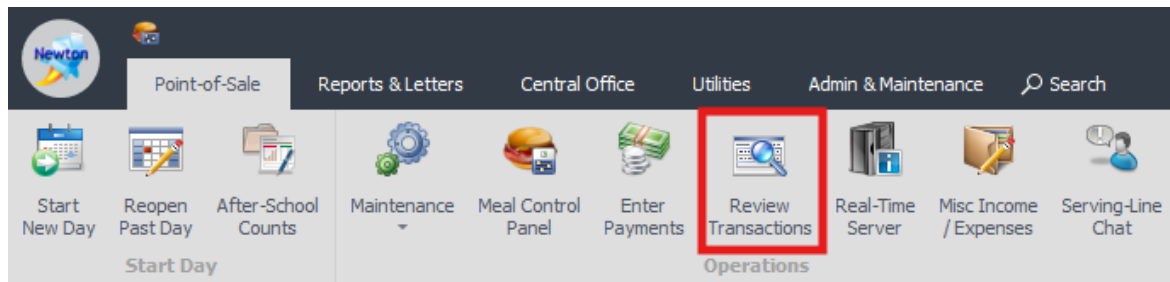 Newton
Point-of-Sale Reports & Letters Central Office Utilities Admin & Maintenance Search
Start New Day
Reopen Past Day
After-School Counts
Maintenance
Meal Control Panel
Enter Payments
Review Transactions
Real-Time Server
Misc Income / Expenses
Serving-Line Chat
Start Day
Operations